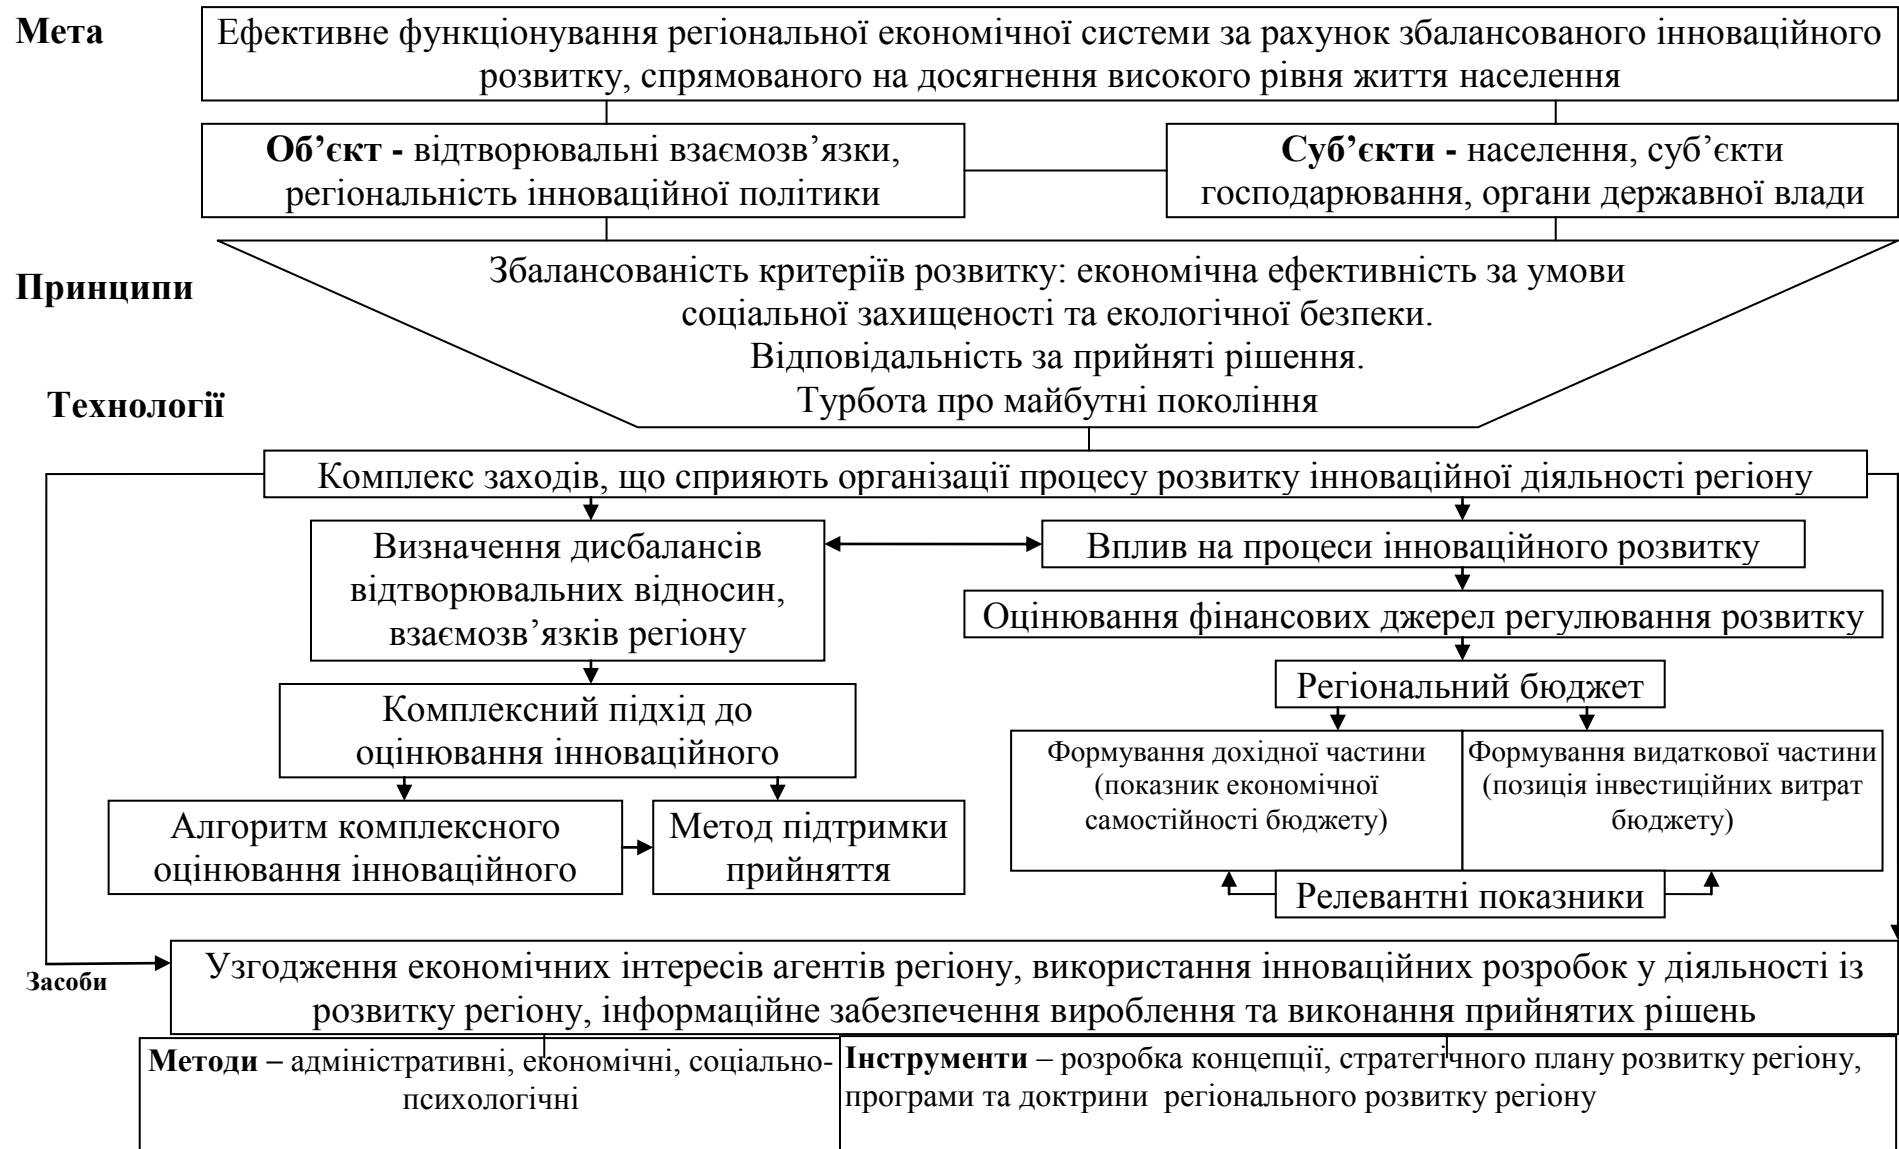 Мета
Ефективне функціонування регіональної економічної системи за рахунок збалансованого інноваційного
розвитку, спрямованого на досягнення високого рівня життя населення
Об’єкт - відтворювальні взаємозв’язки,
регіональність інноваційної політики
Суб’єкти - населення, суб’єкти
господарювання, органи державної влади
Принципи
Збалансованість критеріїв розвитку: економічна ефективність за умови
соціальної захищеності та екологічної безпеки.
Відповідальність за прийняті рішення.
Турбота про майбутні покоління
Технології
Комплекс заходів, що сприяють організації процесу розвитку інноваційної діяльності регіону
Визначення дисбалансів
відтворювальних відносин,
взаємозв’язків регіону
Вплив на процеси інноваційного розвитку
Оцінювання фінансових джерел регулювання розвитку
Регіональний бюджет
Комплексний підхід до
оцінювання інноваційного
Формування дохідної частини
(показник економічної
самостійності бюджету)
Формування видаткової частини
(позиція інвестиційних витрат
бюджету)
Алгоритм комплексного
оцінювання інноваційного
Метод підтримки
прийняття
Релевантні показники
Засоби
Узгодження економічних інтересів агентів регіону, використання інноваційних розробок у діяльності із
розвитку регіону, інформаційне забезпечення вироблення та виконання прийнятих рішень
Методи – адміністративні, економічні, соціально-
психологічні
Інструменти – розробка концепції, стратегічного плану розвитку регіону,
програми та доктрини регіонального розвитку регіону